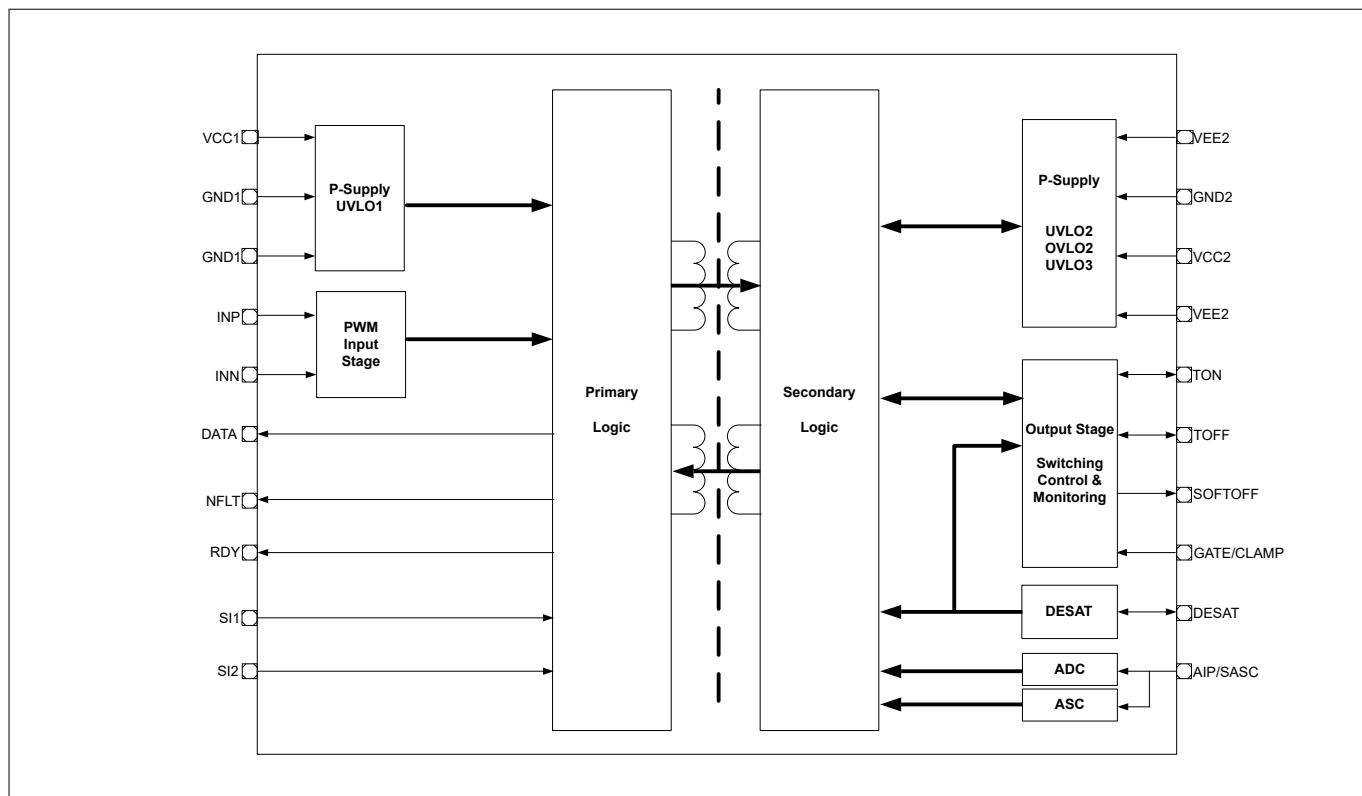 VCC1
GND1
GND1
INP
INN
DATA
NFLT
RDY
SI1
SI2
P-Supply
UVLO1
PWM
Input
Stage
Primary
Logic
Secondary
Logic
P-Supply
UVLO2
OVLO2
UVLO3
Output Stage
Switching
Control &
Monitoring
DESAT
ADC
ASC
VEE2
GND2
VCC2
VEE2
TON
TOFF
SOFTOFF
GATE/CLAMP
DESAT
AIP/SASC